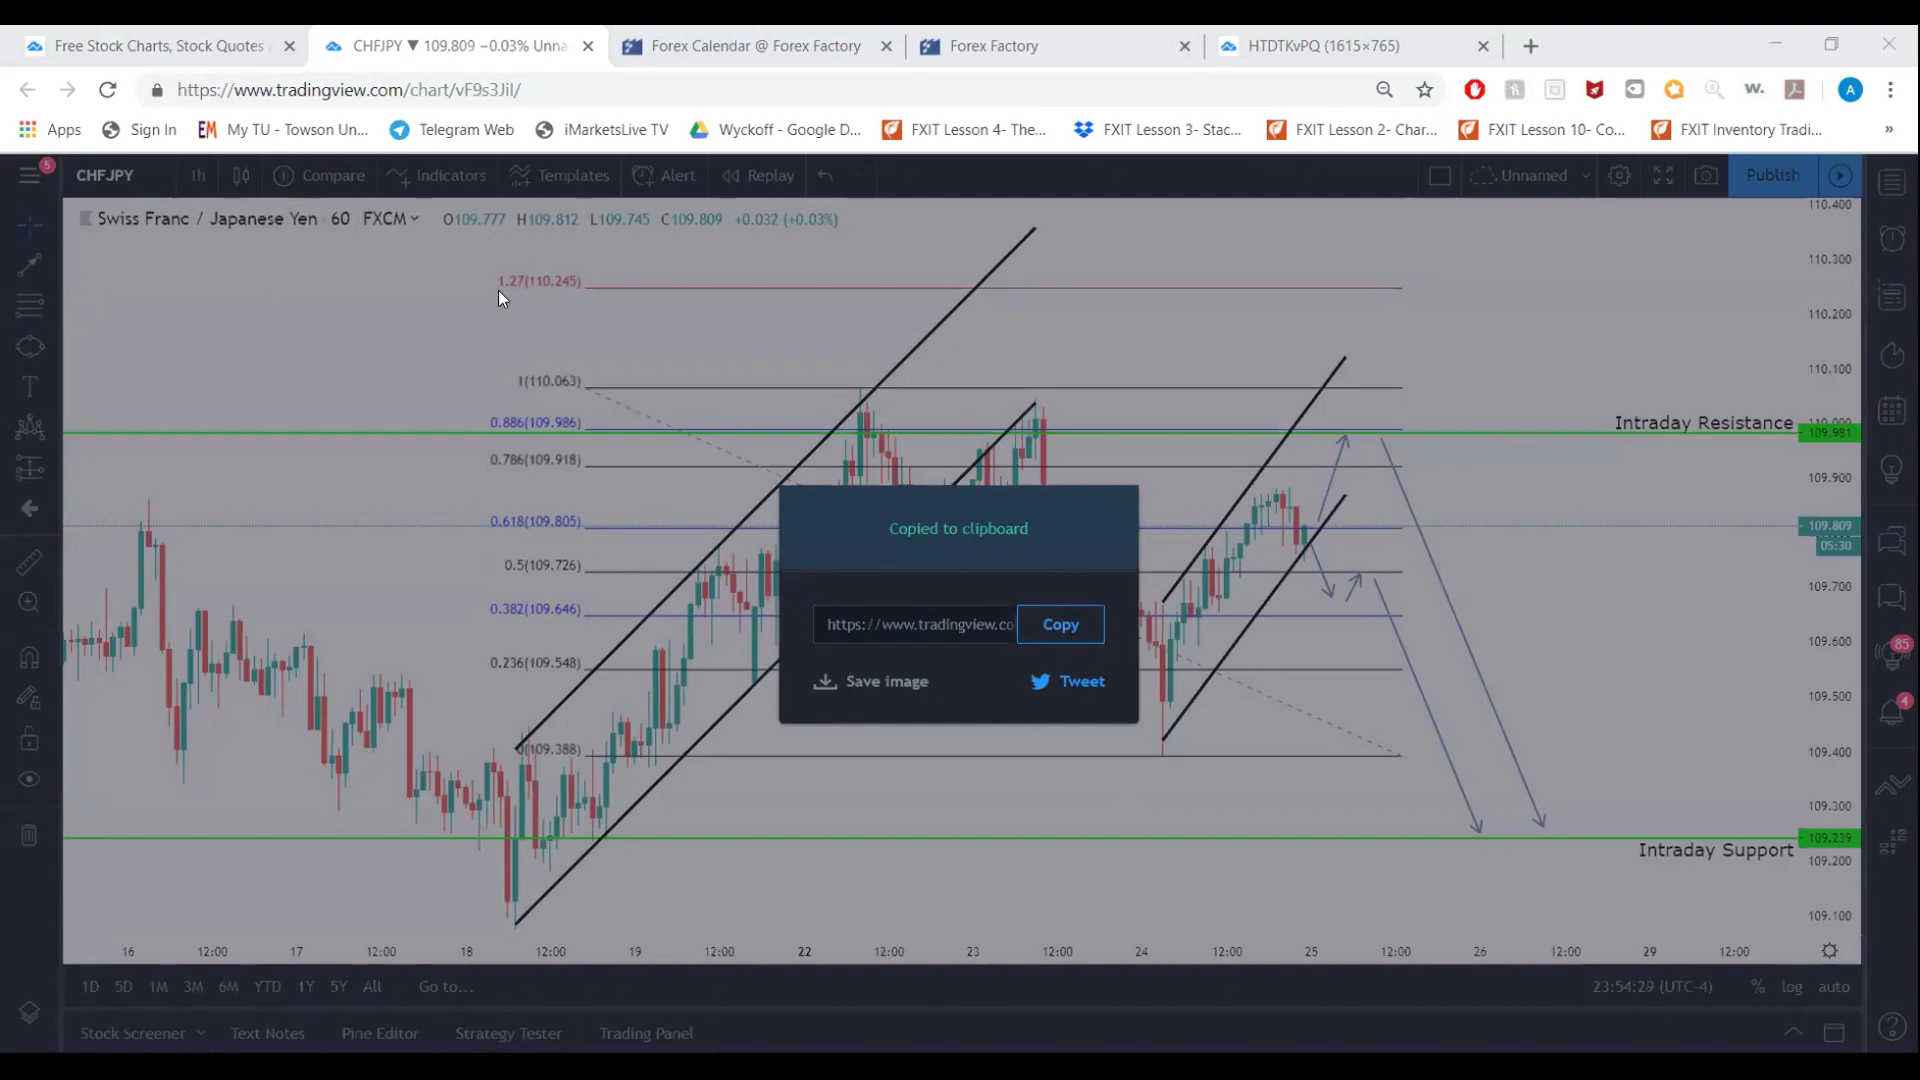 Free Stock Charts, Stock Quotes
CHFJPY ▼ 109.809 −0.03% Unna
Forex Calendar @ Forex Factory
Forex Factory
HTDTKvPQ (1615×765)
https://www.tradingview.com/chart/vF9s3JiI/
A
Apps
Sign In
EM My TU - Towson Un...
Telegram Web
iMarketsLive TV
Wyckoff - Google D...
FXIT Lesson 4- The...
FXIT Lesson 3- Stac...
FXIT Lesson 2- Char...
FXIT Lesson 10- Co...
FXIT Inventory Tradi...
»
5
CHFJPY
1h
Compare
Indicators
Templates
Alert
Replay
Unnamed
Publish
Swiss Franc / Japanese Yen 60 FXCM
O109.777 H109.812 L109.745 C109.809 +0.032 (+0.03%)
110.400
110.300
1.27(110.245)
110.200
1(110.063)
110.100
0.886(109.986)
Intraday Resistance
110.000
109.981
0.786(109.918)
109.900
0.618(109.805)
109.809
05:30
Copied to clipboard
0.5(109.726)
109.700
0.382(109.646)
https://www.tradingview.co
Copy
109.600
0.236(109.548)
85
Save image
Tweet
109.500
4
0(109.388)
109.400
109.300
109.239
Intraday Support
109.200
109.100
16 12:00 17 12:00 18 12:00 19 12:00 22 12:00 23 12:00 24 12:00 25 12:00 26 12:00 29 12:00
1D 5D 1M 3M 6M YTD 1Y 5Y All Go to...
23:54:29 (UTC-4) % log auto
Stock Screener
Text Notes
Pine Editor
Strategy Tester
Trading Panel